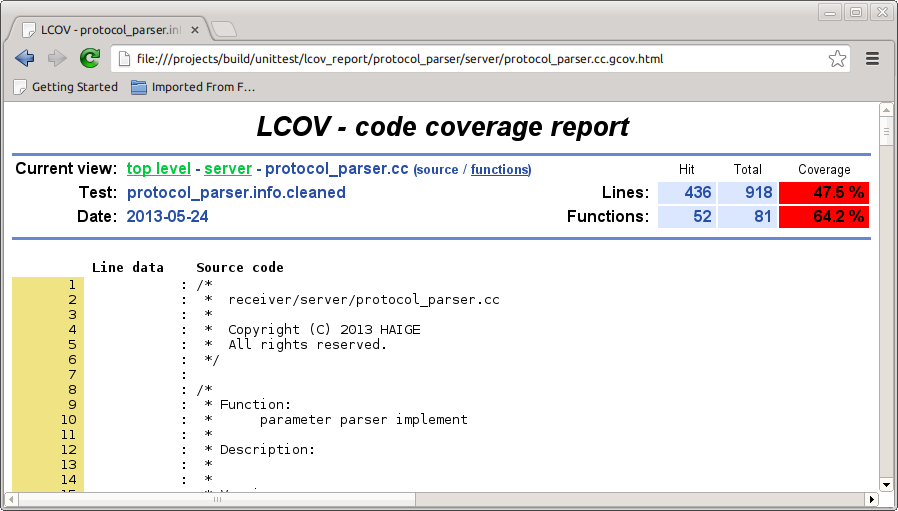 LCOV - protocol_parser.inf
file:///projects/build/unittest/lcov_report/protocol_parser/server/protocol_parser.cc.gcov.html
Getting Started Imported From F...
LCOV - code coverage report
Current view: top level - server - protocol_parser.cc (source / functions) Hit Total Coverage
Test: protocol_parser.info.cleaned Lines: 436 918 47.5 %
Date: 2013-05-24 Functions: 52 81 64.2 %
Line data Source code
1 : /*
2 : * receiver/server/protocol_parser.cc
3 : *
4 : * Copyright (C) 2013 HAIGE
5 : * All rights reserved.
6 : */
7 :
8 : /*
9 : * Function:
10 : * parameter parser implement
11 : *
12 : * Description:
13 : *
14 : *